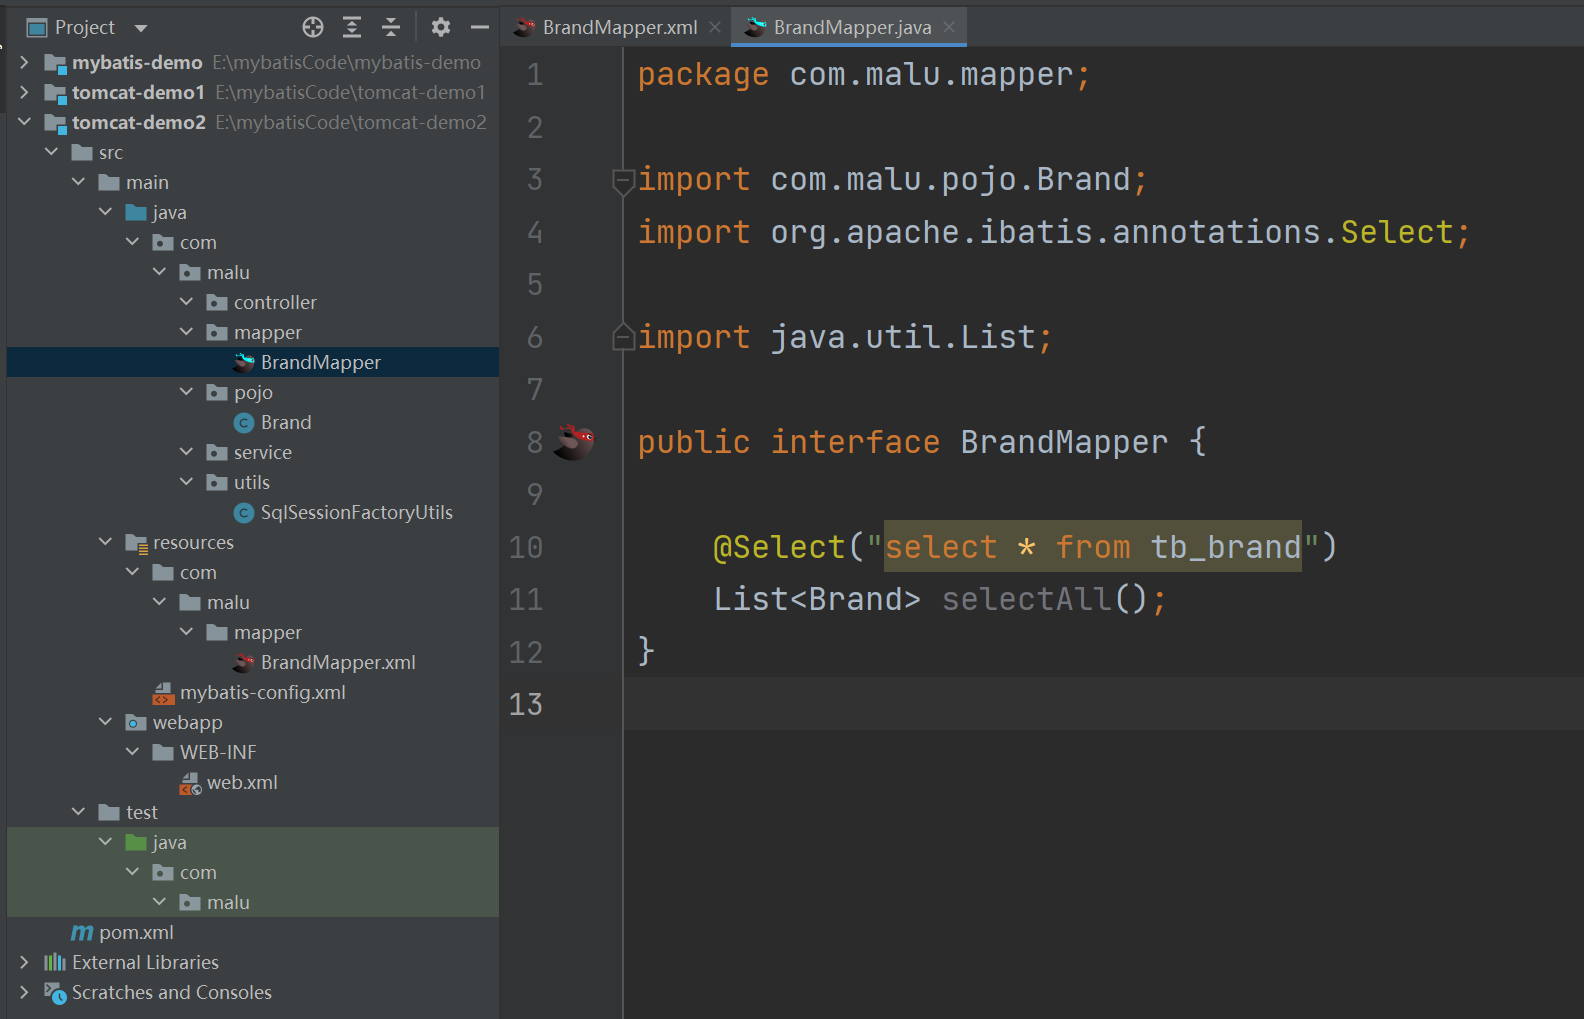 Project
mybatis-demo E:\mybatisCode\mybatis-demo
tomcat-demo1 E:\mybatisCode\tomcat-demo1
tomcat-demo2 E:\mybatisCode\tomcat-demo2
src
main
java
com
malu
controller
mapper
BrandMapper
pojo
Brand
service
utils
SqlSessionFactoryUtils
resources
com
malu
mapper
BrandMapper.xml
mybatis-config.xml
webapp
WEB-INF
web.xml
test
java
com
malu
pom.xml
External Libraries
Scratches and Consoles
BrandMapper.xml BrandMapper.java
1 package com.malu.mapper;
2
3 import com.malu.pojo.Brand;
4 import org.apache.ibatis.annotations.Select;
5
6 import java.util.List;
7
8 public interface BrandMapper {
9
10 @Select("select * from tb_brand")
11 List<Brand> selectAll();
12 }
13